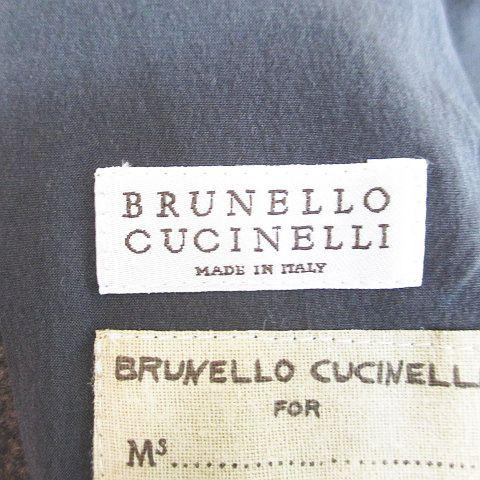 BRUNELLO
CUCINELLI
MADE IN ITALY
BRUNELLO CUCINELLI
FOR
Ms.......................